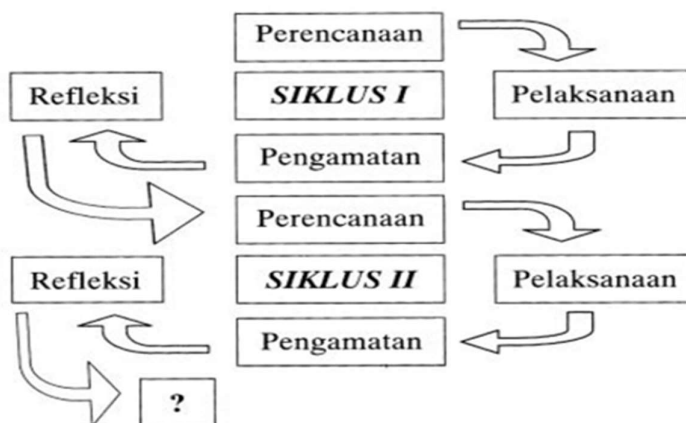 Perencanaan
Refleksi
SIKLUS I
Pelaksanaan
Pengamatan
Perencanaan
Refleksi
SIKLUS II
Pelaksanaan
Pengamatan
?